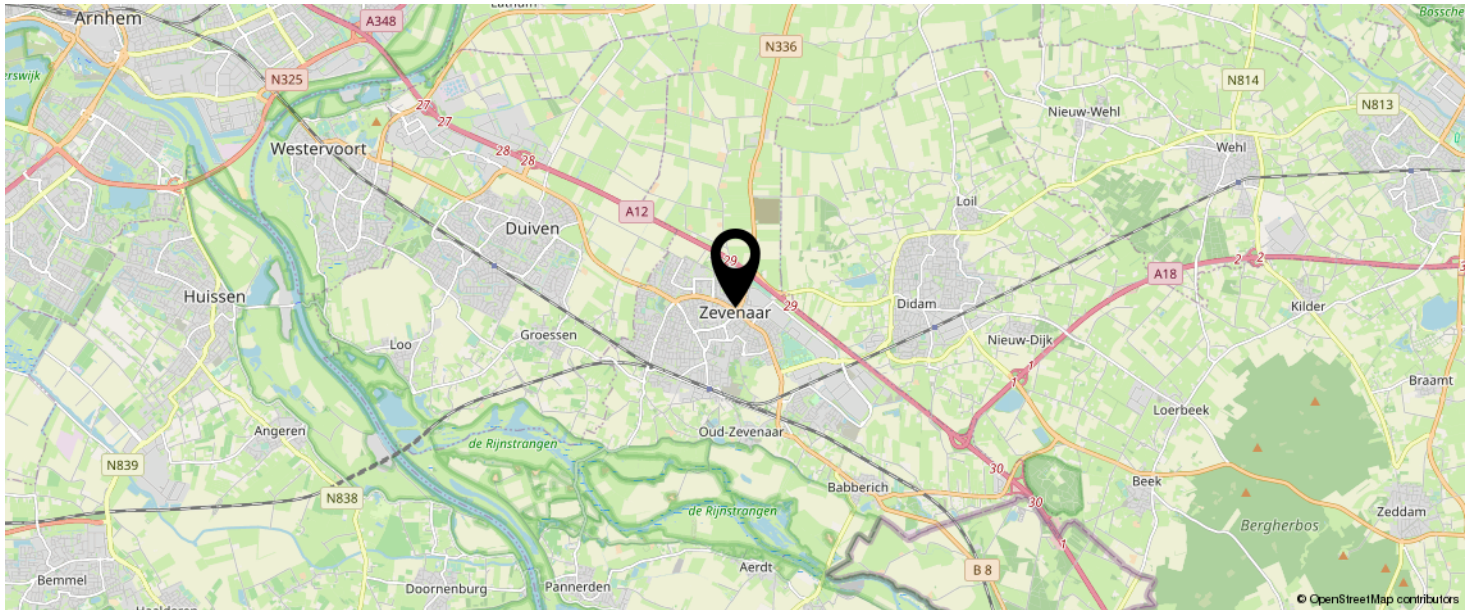 Arnhem
A348
N336
N325
N814
N813
27
27
Nieuw-Wehl
28
28
Westervoort
Wehl
A12
Loil
Duiven
29
2
2
A18
Huissen
29
Didam
Kilder
Zevenaar
Groessen
Nieuw-Dijk
Loo
1
1
Braamt
Loerbeek
Angeren
de Rijnstrangen
Oud-Zevenaar
N839
30
Babberich
Beek
N838
30
de Rijnstrangen
Zeddam
Bergherbos
1
Aerdt
B 8
Bemmel
Doornenburg
Pannerden
© OpenStreetMap contributors